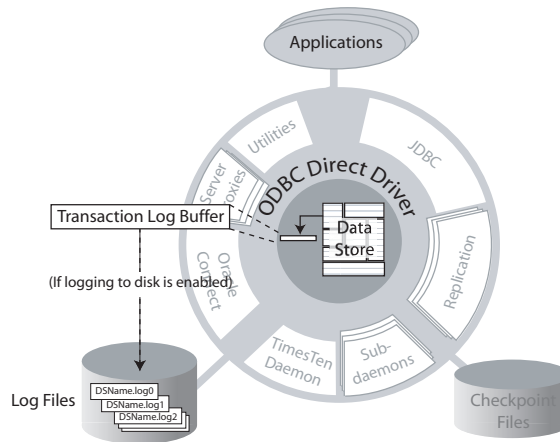 Applications
Utilities
JDBC
ODBC Direct Driver
Server
Transaction Log Buffer
Data
Store
Replication
(If logging to disk is enabled)
Oracle
Connect
TimesTen
Daemon
Sub-
daemons
Log Files
DSName.log0
DSName.log1
DSName.log2
Checkpoint
Files